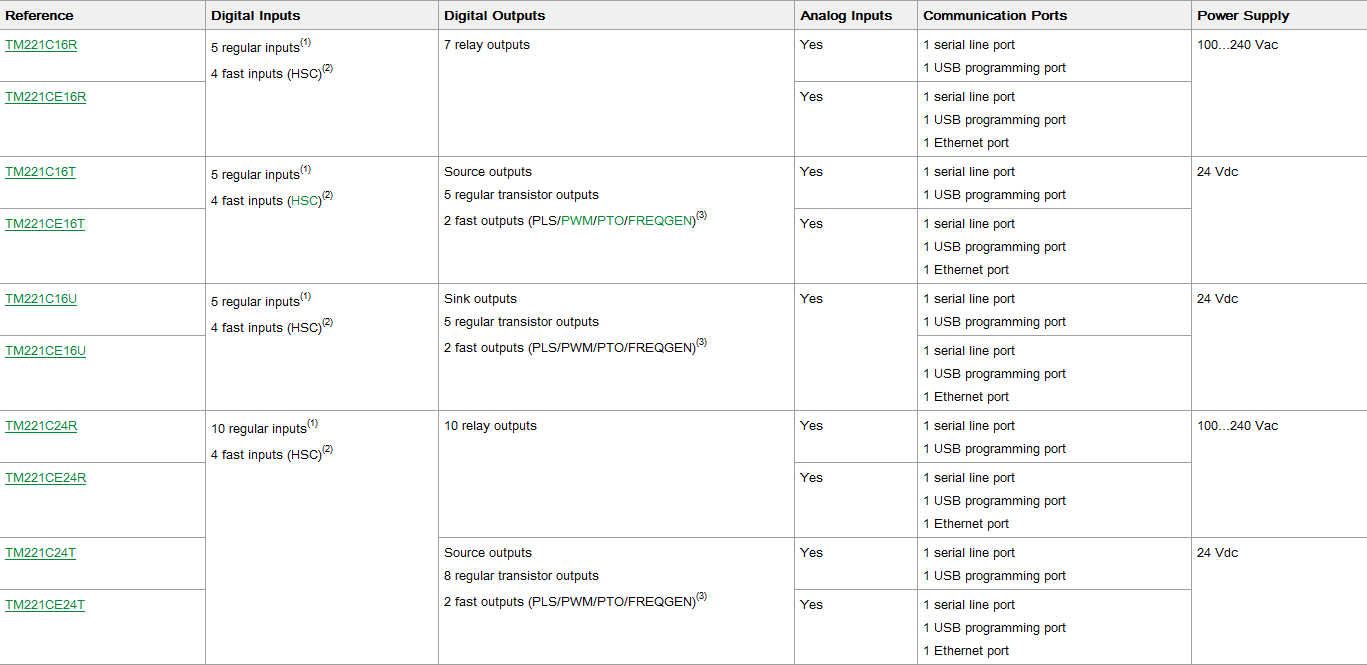 Reference Digital Inputs Digital Outputs Analog Inputs Communication Ports Power Supply
TM221C16R
5 regular inputs(1)
4 fast inputs (HSC)(2)
7 relay outputs
Yes
1 serial line port
1 USB programming port
100...240 Vac
TM221CE16R
Yes
1 serial line port
1 USB programming port
1 Ethernet port
TM221C16T
5 regular inputs(1)
4 fast inputs (HSC)(2)
Source outputs
5 regular transistor outputs
2 fast outputs (PLS/PWM/PTO/FREQGEN)(3)
Yes
1 serial line port
1 USB programming port
24 Vdc
TM221CE16T
Yes
1 serial line port
1 USB programming port
1 Ethernet port
TM221C16U
5 regular inputs(1)
4 fast inputs (HSC)(2)
Sink outputs
5 regular transistor outputs
2 fast outputs (PLS/PWM/PTO/FREQGEN)(3)
Yes
1 serial line port
1 USB programming port
24 Vdc
TM221CE16U
1 serial line port
1 USB programming port
1 Ethernet port
TM221C24R
10 regular inputs(1)
4 fast inputs (HSC)(2)
10 relay outputs
Yes
1 serial line port
1 USB programming port
100...240 Vac
TM221CE24R
Yes
1 serial line port
1 USB programming port
1 Ethernet port
TM221C24T
Source outputs
8 regular transistor outputs
2 fast outputs (PLS/PWM/PTO/FREQGEN)(3)
Yes
1 serial line port
1 USB programming port
24 Vdc
TM221CE24T
Yes
1 serial line port
1 USB programming port
1 Ethernet port